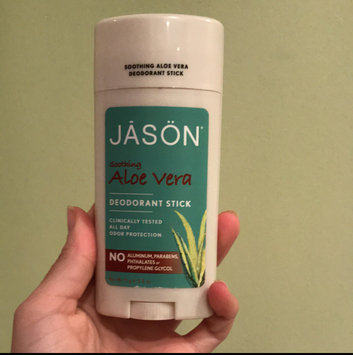 SOOTHING ALOE VERA
DEODORANT STICK
JĀSÖN®
Soothing
Aloe Vera
DEODORANT STICK
CLINICALLY TESTED
ALL DAY
ODOR PROTECTION
NO ALUMINUM, PARABENS,
PHTHALATES or
PROPYLENE GLYCOL